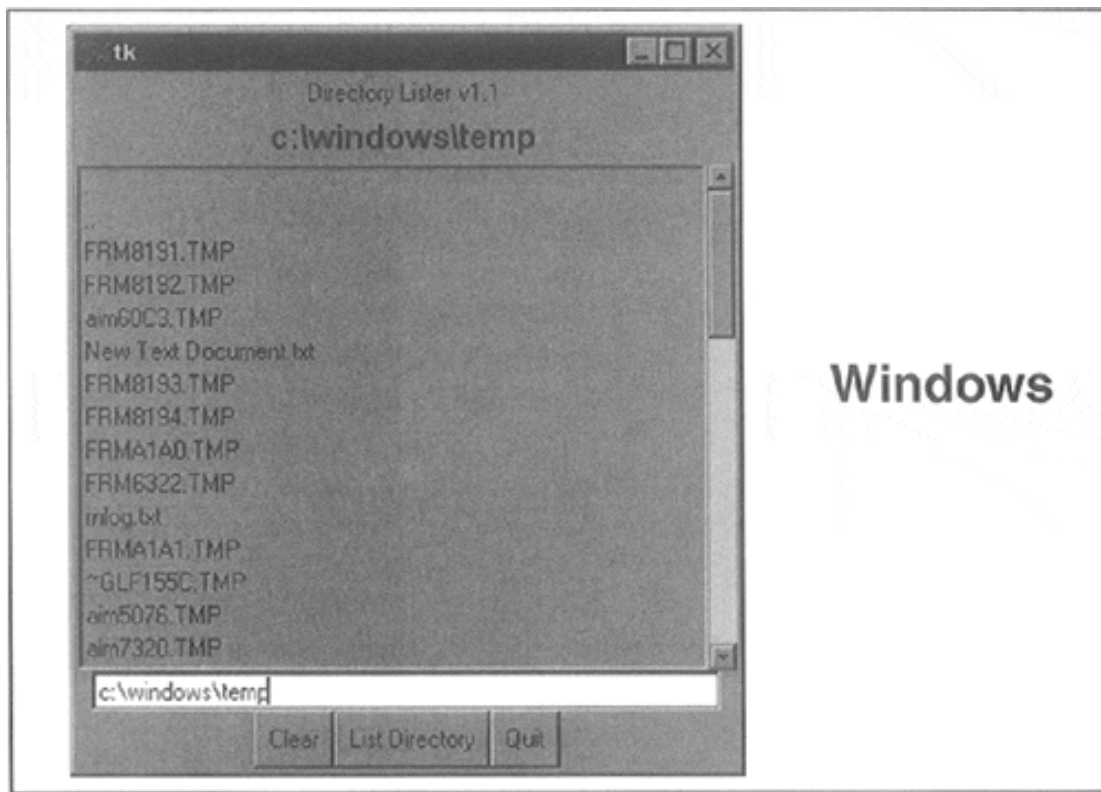 tk
Directory Lister v1.1
c:\windows\temp
.
..
FRM8191.TMP
FRM8192.TMP
aim60C3.TMP
New Text Document.txt
FRM8193.TMP
FRM8194.TMP
FRMA1A0.TMP
FRM6322.TMP
mlog.txt
FRMA1A1.TMP
~GLF155C.TMP
aim5076.TMP
aim7320.TMP
c:\windows\temp
Clear
List Directory
Quit
Windows